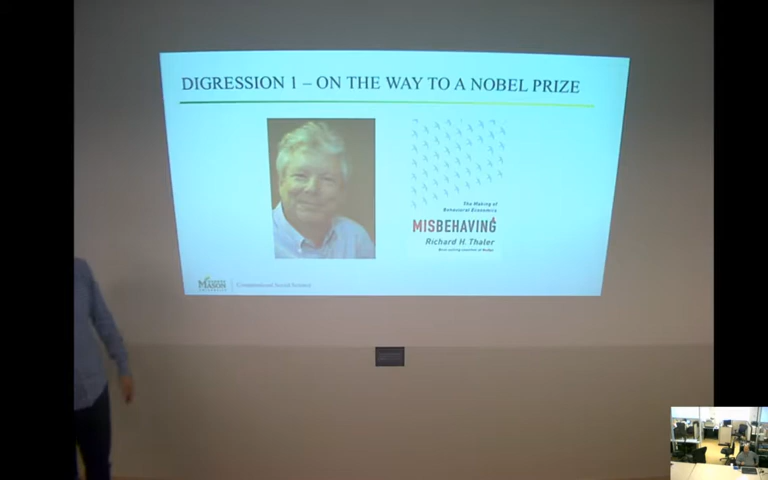 DIGRESSION 1 – ON THE WAY TO A NOBEL PRIZE
The Making of
Behavioral Economics
MISBEHAVING
Richard H. Thaler
MASON